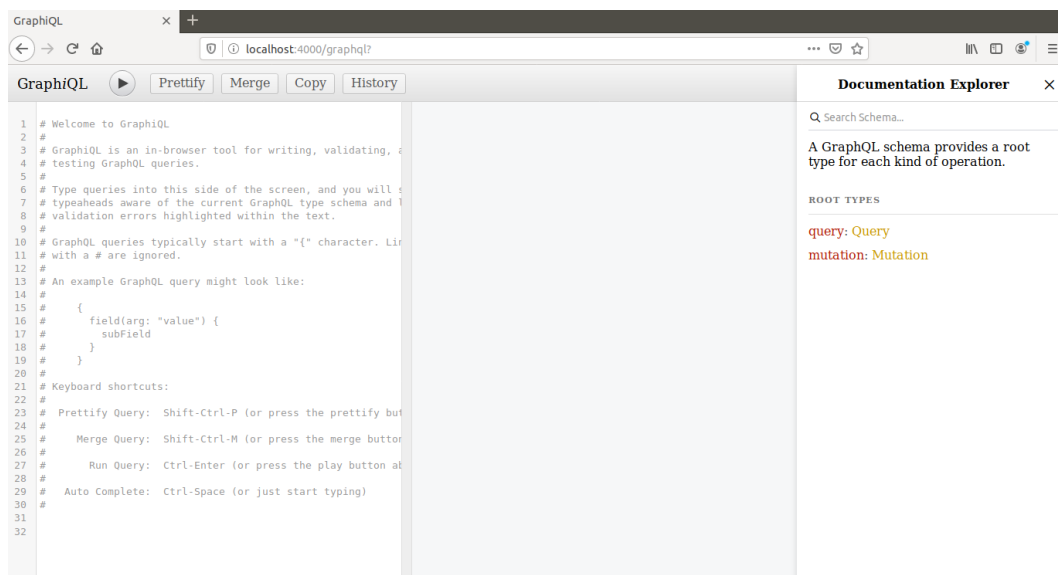 GraphiQL
localhost:4000/graphql?
GraphiQL Prettify Merge Copy History
1 # Welcome to GraphiQL
2 #
3 # GraphiQL is an in-browser tool for writing, validating, a
4 # testing GraphQL queries.
5 #
6 # Type queries into this side of the screen, and you will s
7 # typeaheads aware of the current GraphQL type schema and l
8 # validation errors highlighted within the text.
9 #
10 # GraphQL queries typically start with a "{" character. Lin
11 # with a # are ignored.
12 #
13 # An example GraphQL query might look like:
14 #
15 #     {
16 #       field(arg: "value") {
17 #         subField
18 #       }
19 #     }
20 #
21 # Keyboard shortcuts:
22 #
23 #  Prettify Query:  Shift-Ctrl-P (or press the prettify but
24 #
25 #     Merge Query:  Shift-Ctrl-M (or press the merge button
26 #
27 #       Run Query:  Ctrl-Enter (or press the play button ab
28 #
29 #   Auto Complete:  Ctrl-Space (or just start typing)
30 #
31
32
Documentation Explorer
Search Schema...
A GraphQL schema provides a root
type for each kind of operation.
ROOT TYPES
query: Query
mutation: Mutation